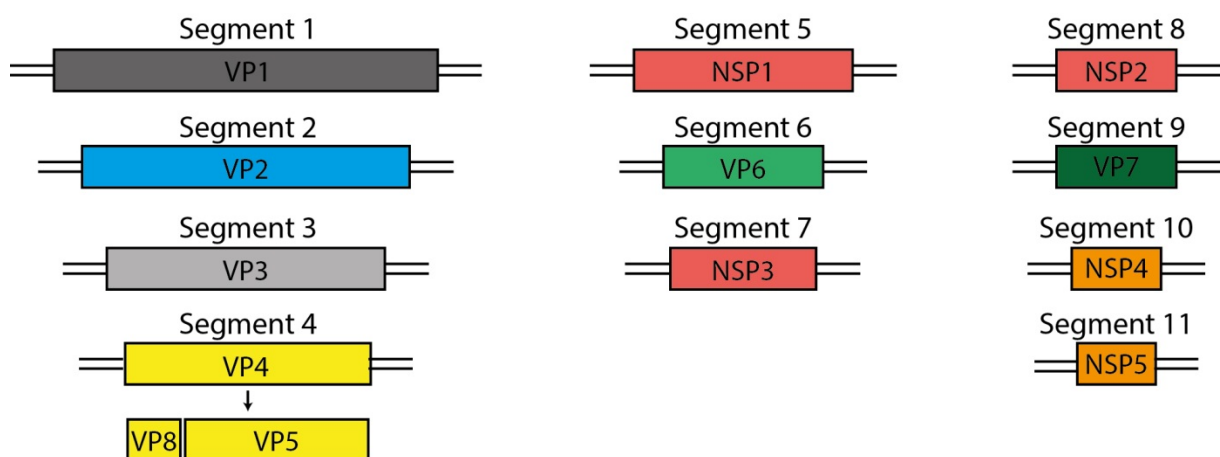 Segment 1
VP1
Segment 2
VP2
Segment 3
VP3
Segment 4
VP4
VP8 VP5
Segment 5
NSP1
Segment 6
VP6
Segment 7
NSP3
Segment 8
NSP2
Segment 9
VP7
Segment 10
NSP4
Segment 11
NSP5